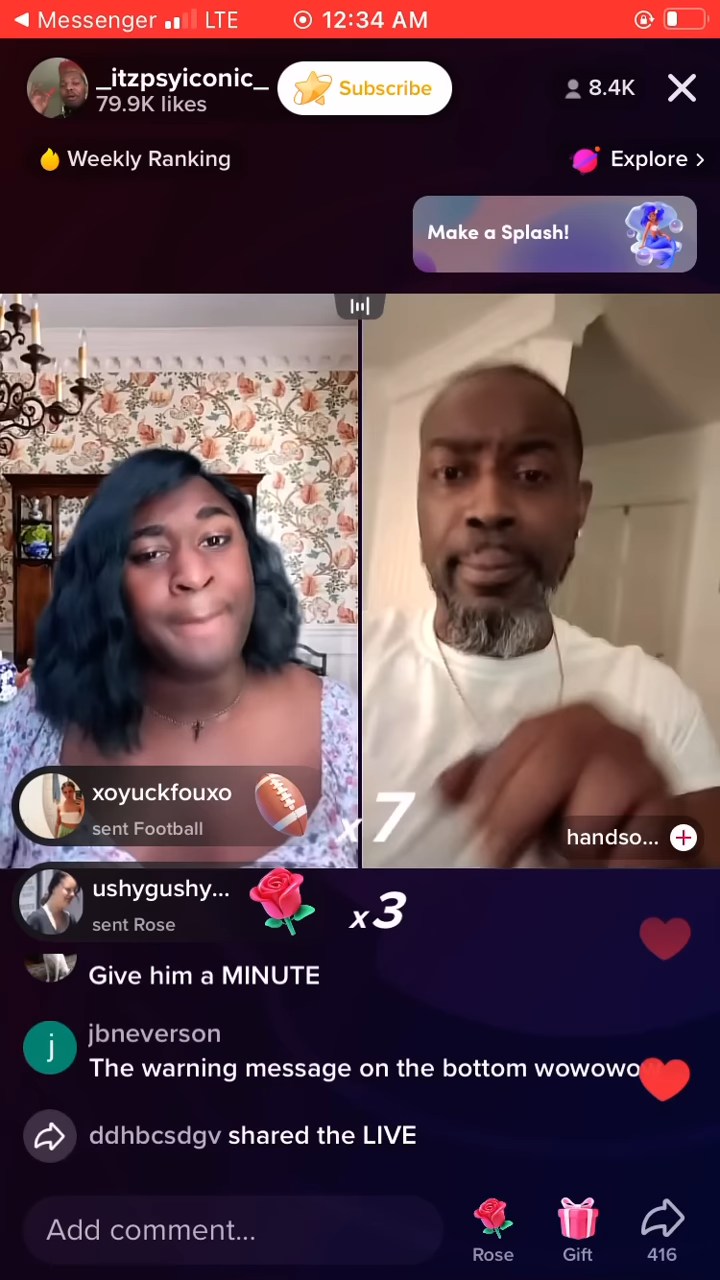 Messenger LTE 12:34 AM
_itzpsyiconic_
79.9K likes
Subscribe
8.4K
Weekly Ranking
Explore >
Make a Splash!
xoyuckfouxo
sent Football
x7
handso...
ushygushy...
sent Rose
x3
Give him a MINUTE
j
jbneverson
The warning message on the bottom wowowo
ddhbcsdgv shared the LIVE
Add comment...
Rose
Gift
416